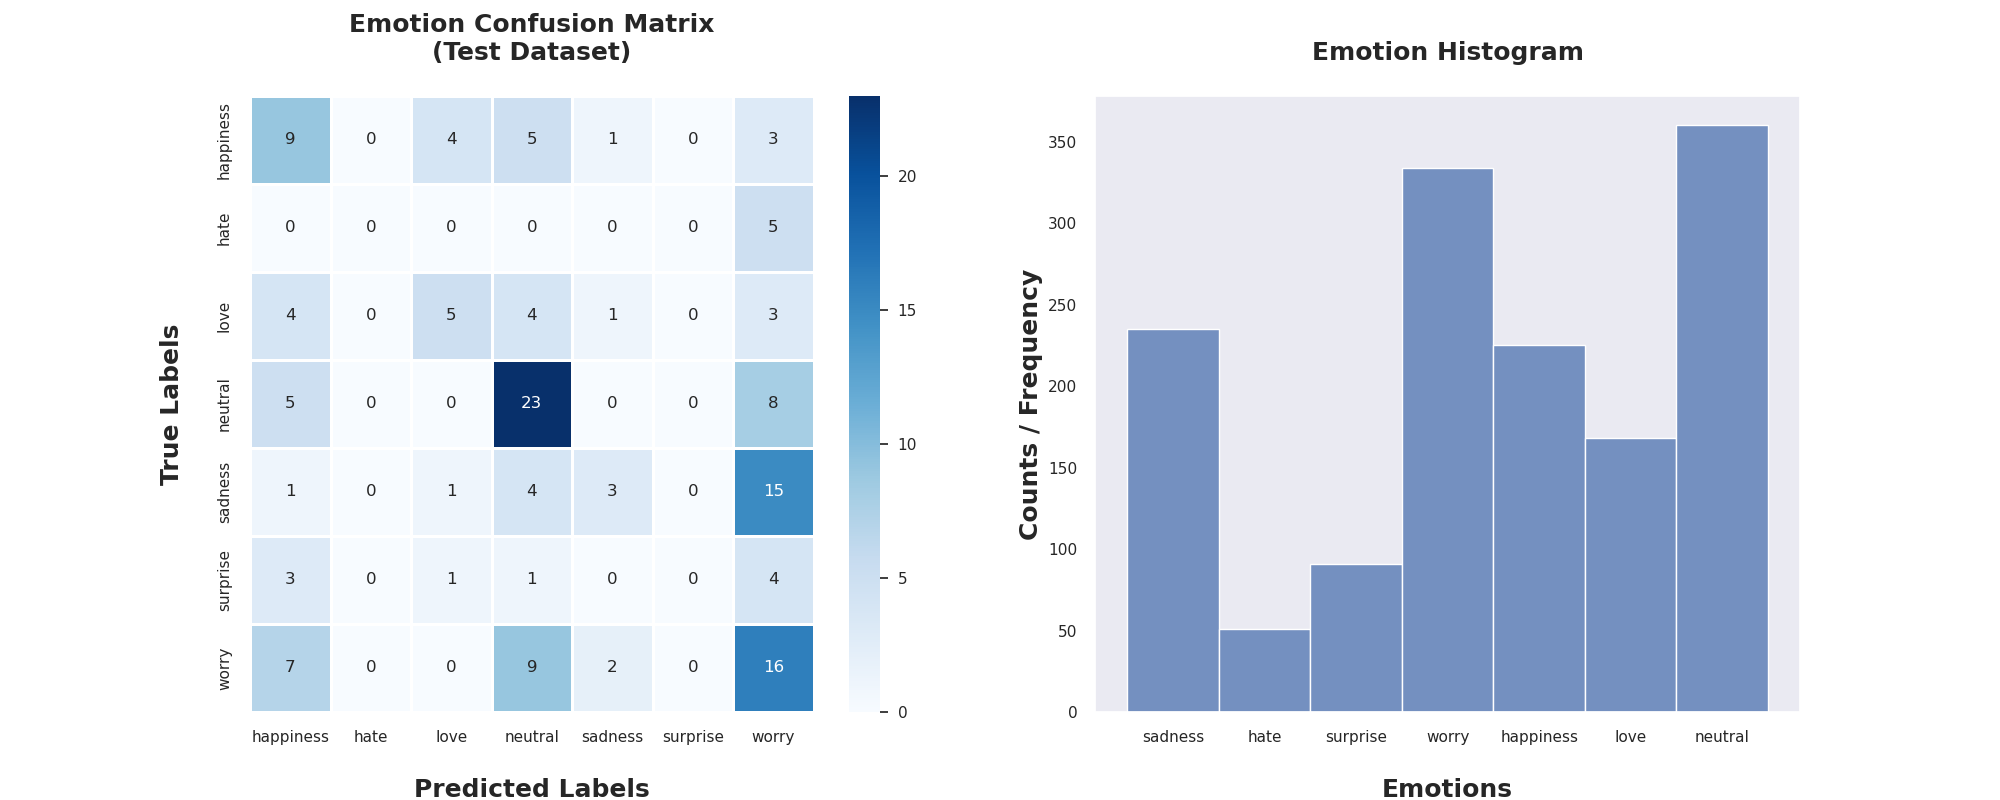 Emotion Confusion Matrix
(Test Dataset)
True Labels
happiness 9 0 4 5 1 0 3
hate 0 0 0 0 0 0 5
love 4 0 5 4 1 0 3
neutral 5 0 0 23 0 0 8
sadness 1 0 1 4 3 0 15
surprise 3 0 1 1 0 0 4
worry 7 0 0 9 2 0 16
happiness hate love neutral sadness surprise worry
Predicted Labels
20
15
10
5
0
Emotion Histogram
Counts / Frequency
350
300
250
200
150
100
50
0
sadness hate surprise worry happiness love neutral
Emotions